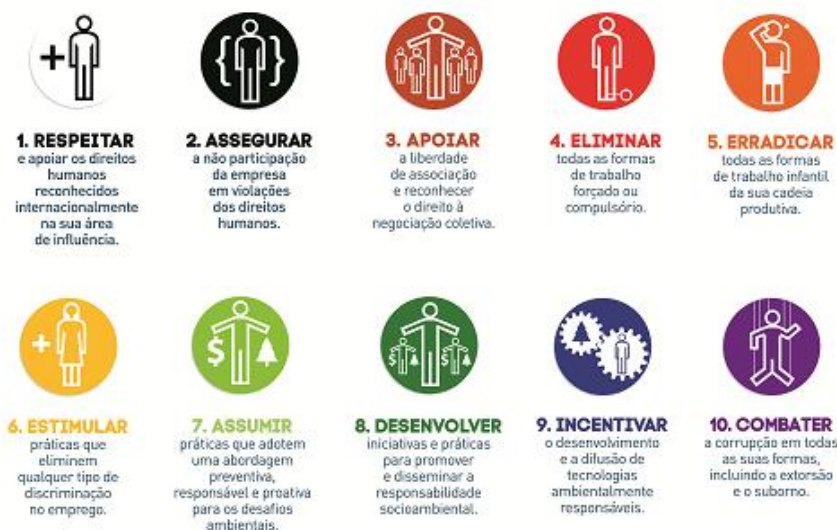 1. RESPEITAR
e apoiar os direitos
humanos
reconhecidos
internacionalmente
na sua área
de influência.
2. ASSEGURAR
a não participação
da empresa
em violações
dos direitos
humanos.
3. APOIAR
a liberdade
de associação
e reconhecer
o direito à
negociação coletiva.
4. ELIMINAR
todas as formas
de trabalho
forçado ou
compulsório.
5. ERRADICAR
todas as formas
de trabalho infantil
da sua cadeia
produtiva.
6. ESTIMULAR
práticas que
eliminem
qualquer tipo de
discriminação
no emprego.
$
7. ASSUMIR
práticas que adotem
uma abordagem
preventiva,
responsável e proativa
para os desafios
ambientais.
$ $
8. DESENVOLVER
iniciativas e práticas
para promover
e disseminar a
responsabilidade
socioambiental.
9. INCENTIVAR
o desenvolvimento
e a difusão de
tecnologias
ambientalmente
responsáveis.
10. COMBATER
a corrupção em todas
as suas formas,
incluindo a extorsão
e o suborno.